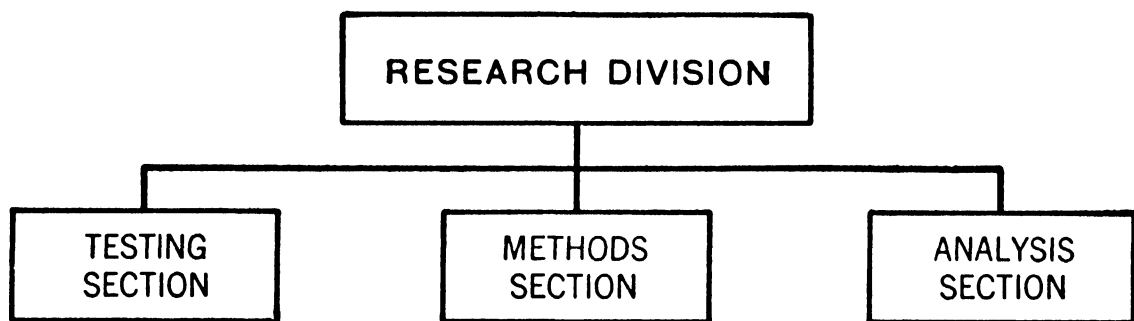 RESEARCH DIVISION
TESTING
SECTION
METHODS
SECTION
ANALYSIS
SECTION